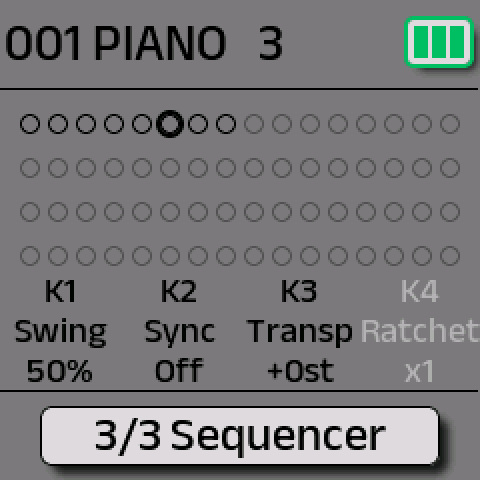 001 PIANO 3
K1 K2 K3 K4
Swing Sync Transp Ratchet
50% Off +0st x1
3/3 Sequencer